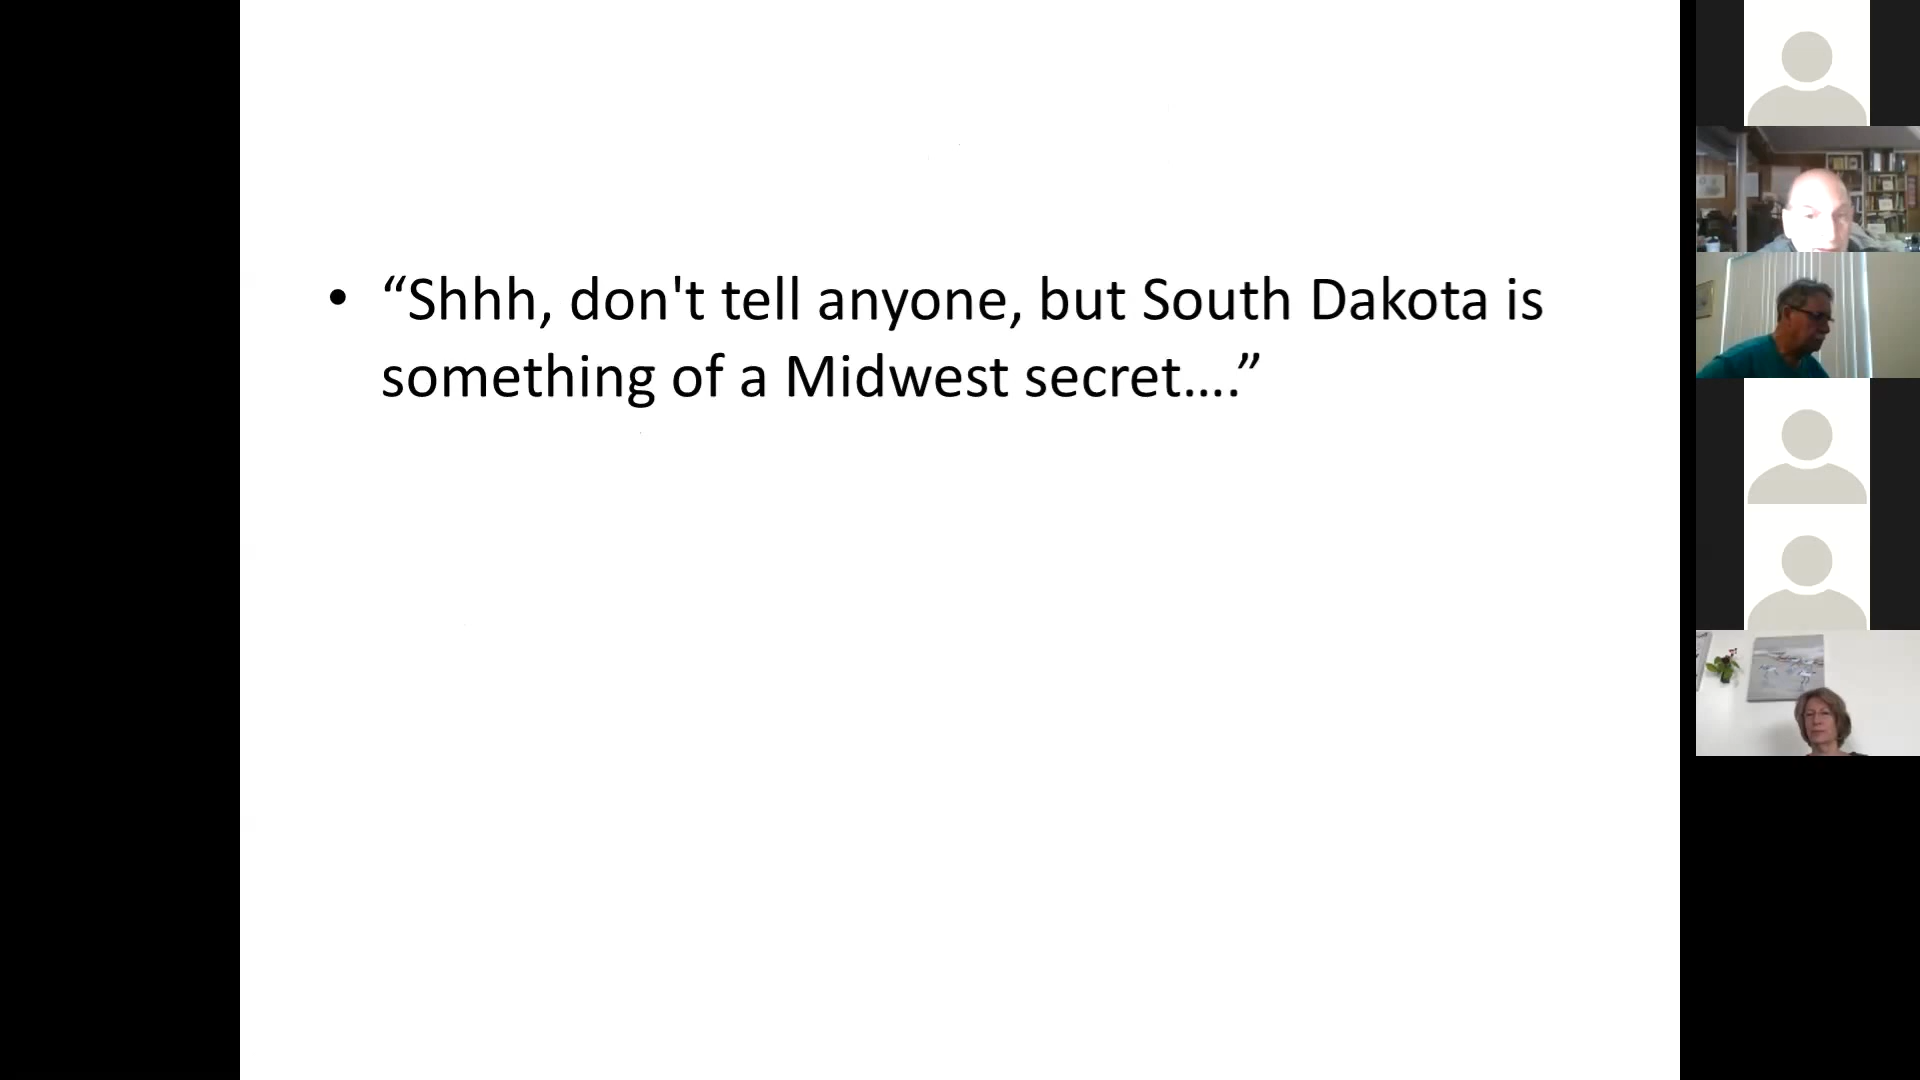 • “Shhh, don't tell anyone, but South Dakota is
something of a Midwest secret….”